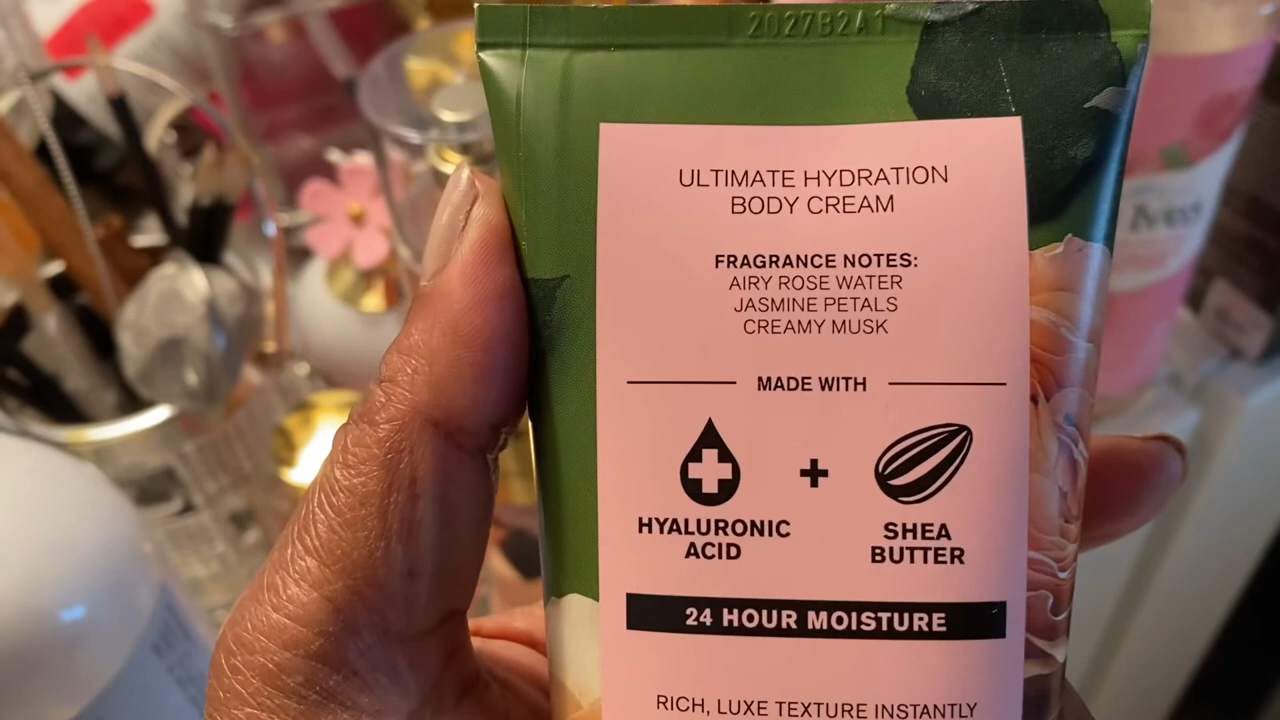 2027B2A1
ULTIMATE HYDRATION
BODY CREAM
FRAGRANCE NOTES:
AIRY ROSE WATER
JASMINE PETALS
CREAMY MUSK
MADE WITH
+
HYALURONIC
ACID
SHEA
BUTTER
24 HOUR MOISTURE
RICH, LUXE TEXTURE INSTANTLY